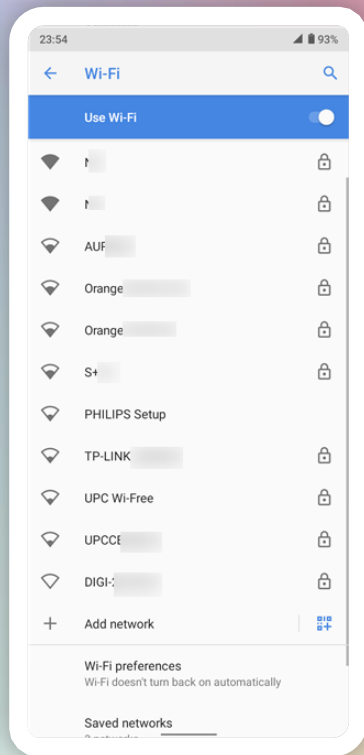 23:54
93%
Wi-Fi
Use Wi-Fi
N
AUF
Orange
Orange
S+
PHILIPS Setup
TP-LINK
UPC Wi-Free
UPCCE
DIGI-
Add network
Wi-Fi preferences
Wi-Fi doesn't turn back on automatically
Saved networks